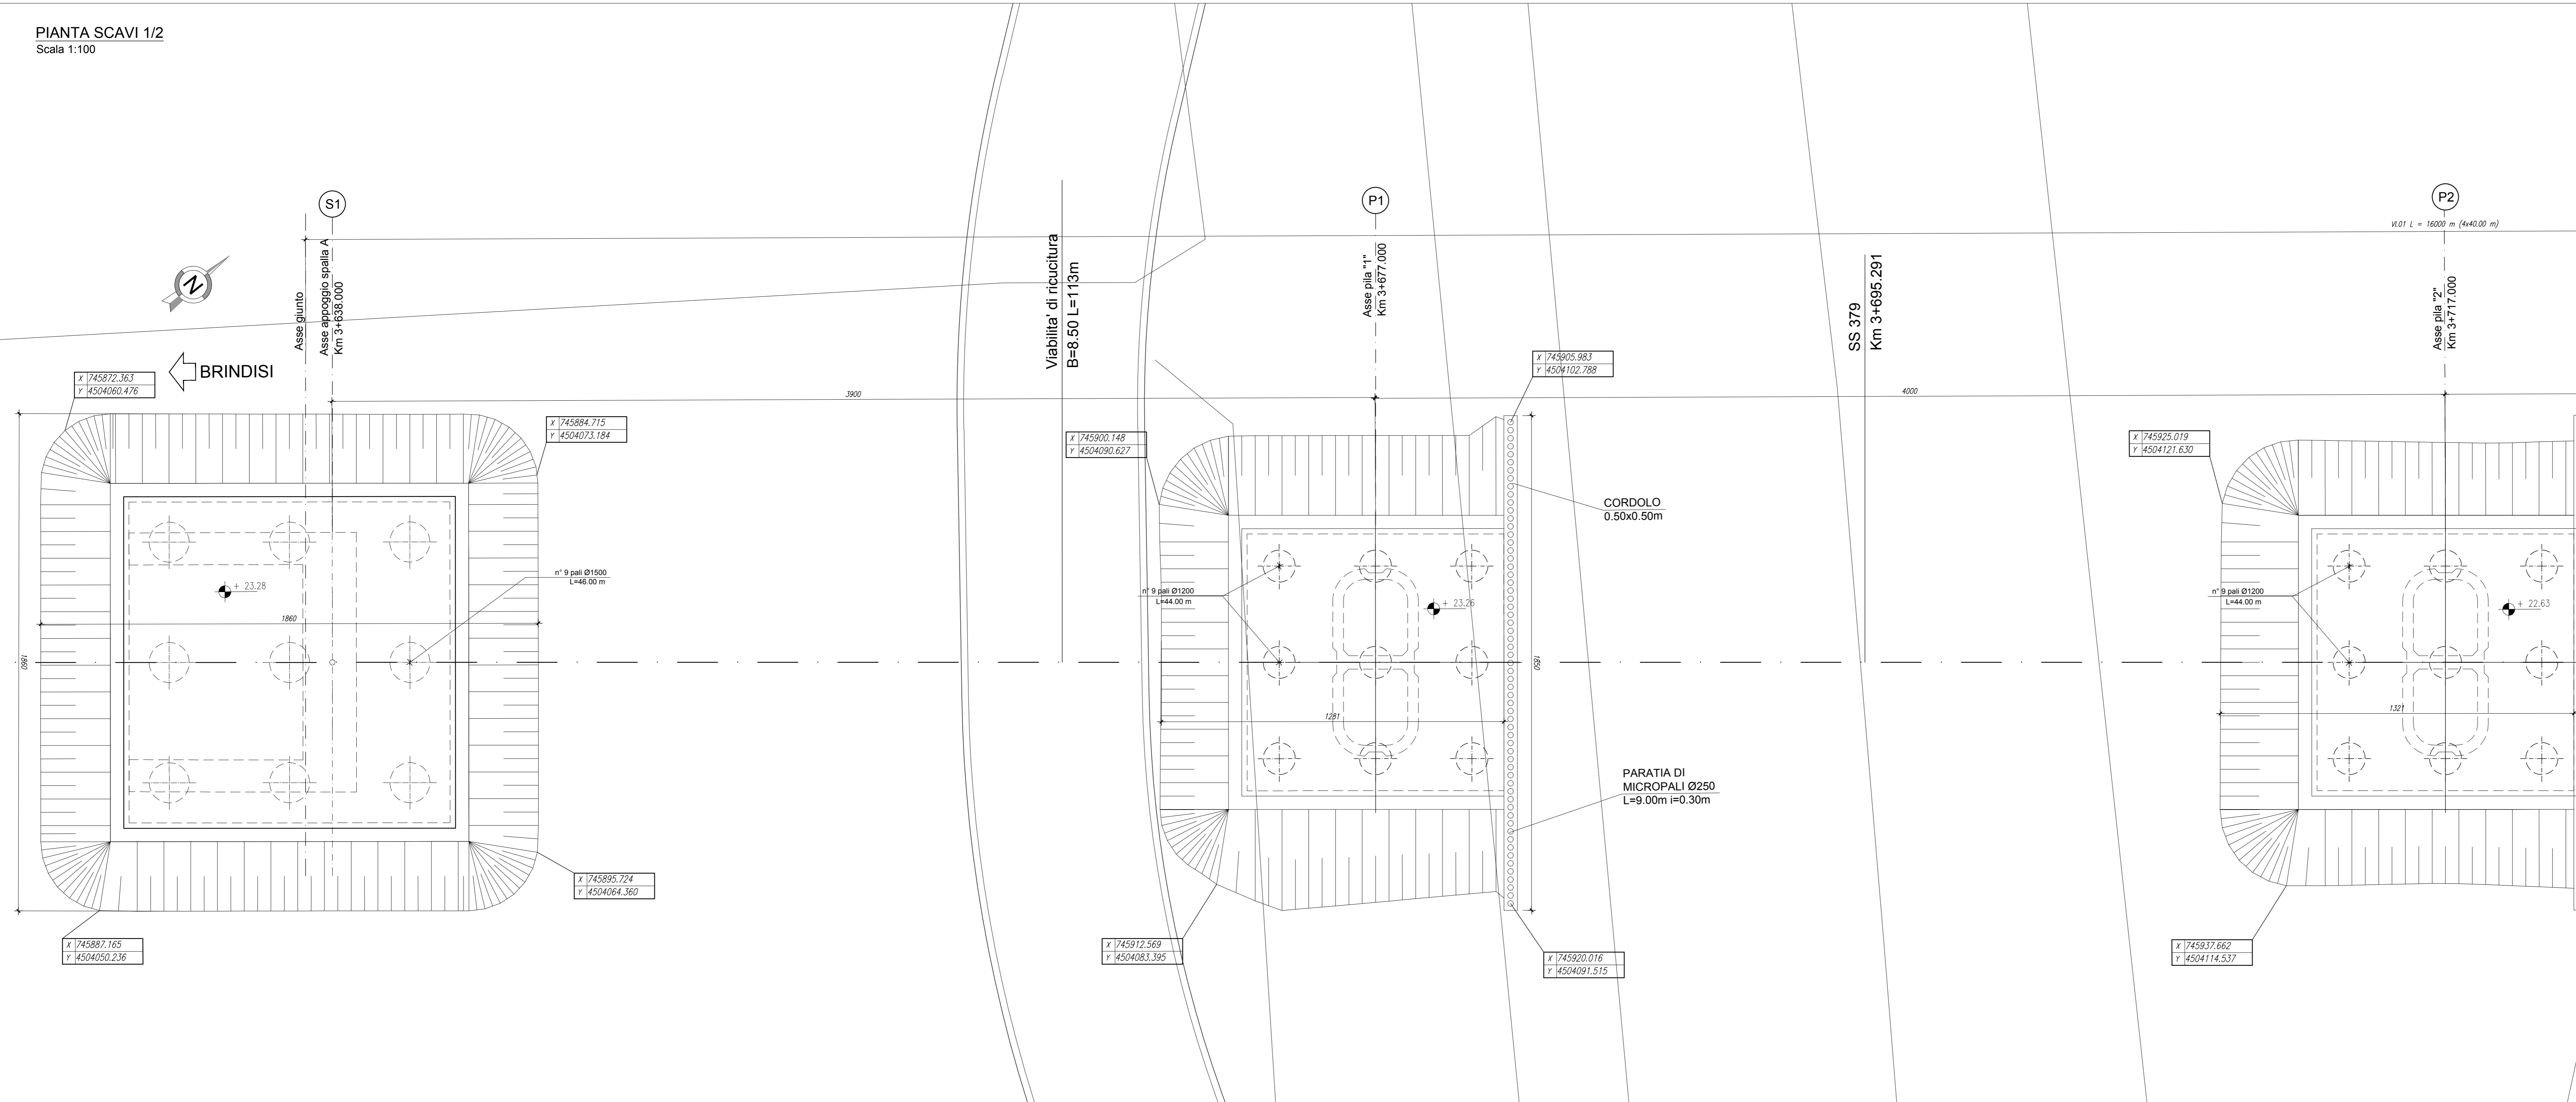 PIANTA SCAVI 1/2
Scala 1:100
S1
P1
P2
VI.01 L = 16000 m (4x40.00 m)
N
Asse giunto
Asse appoggio spalla A
Km 3+638.000
Viabilita' di ricucitura
B=8.50 L=113m
Asse pila "1"
Km 3+677.000
SS 379
Km 3+695.291
Asse pila "2"
Km 3+717.000
BRINDISI
X 745872.363
Y 4504060.476
X 745884.715
Y 4504073.184
3900
X 745900.148
Y 4504090.627
X 745905.983
Y 4504102.788
4000
X 745925.019
Y 4504121.630
CORDOLO
0.50x0.50m
n° 9 pali Ø1500
L=46.00 m
+ 23.28
1860
1860
n° 9 pali Ø1200
L=44.00 m
+ 23.26
1281
1850
n° 9 pali Ø1200
L=44.00 m
+ 22.63
1321
PARATIA DI
MICROPALI Ø250
L=9.00m i=0.30m
X 745895.724
Y 4504064.360
X 745887.165
Y 4504050.236
X 745912.569
Y 4504083.395
X 745920.016
Y 4504091.515
X 745937.662
Y 4504114.537